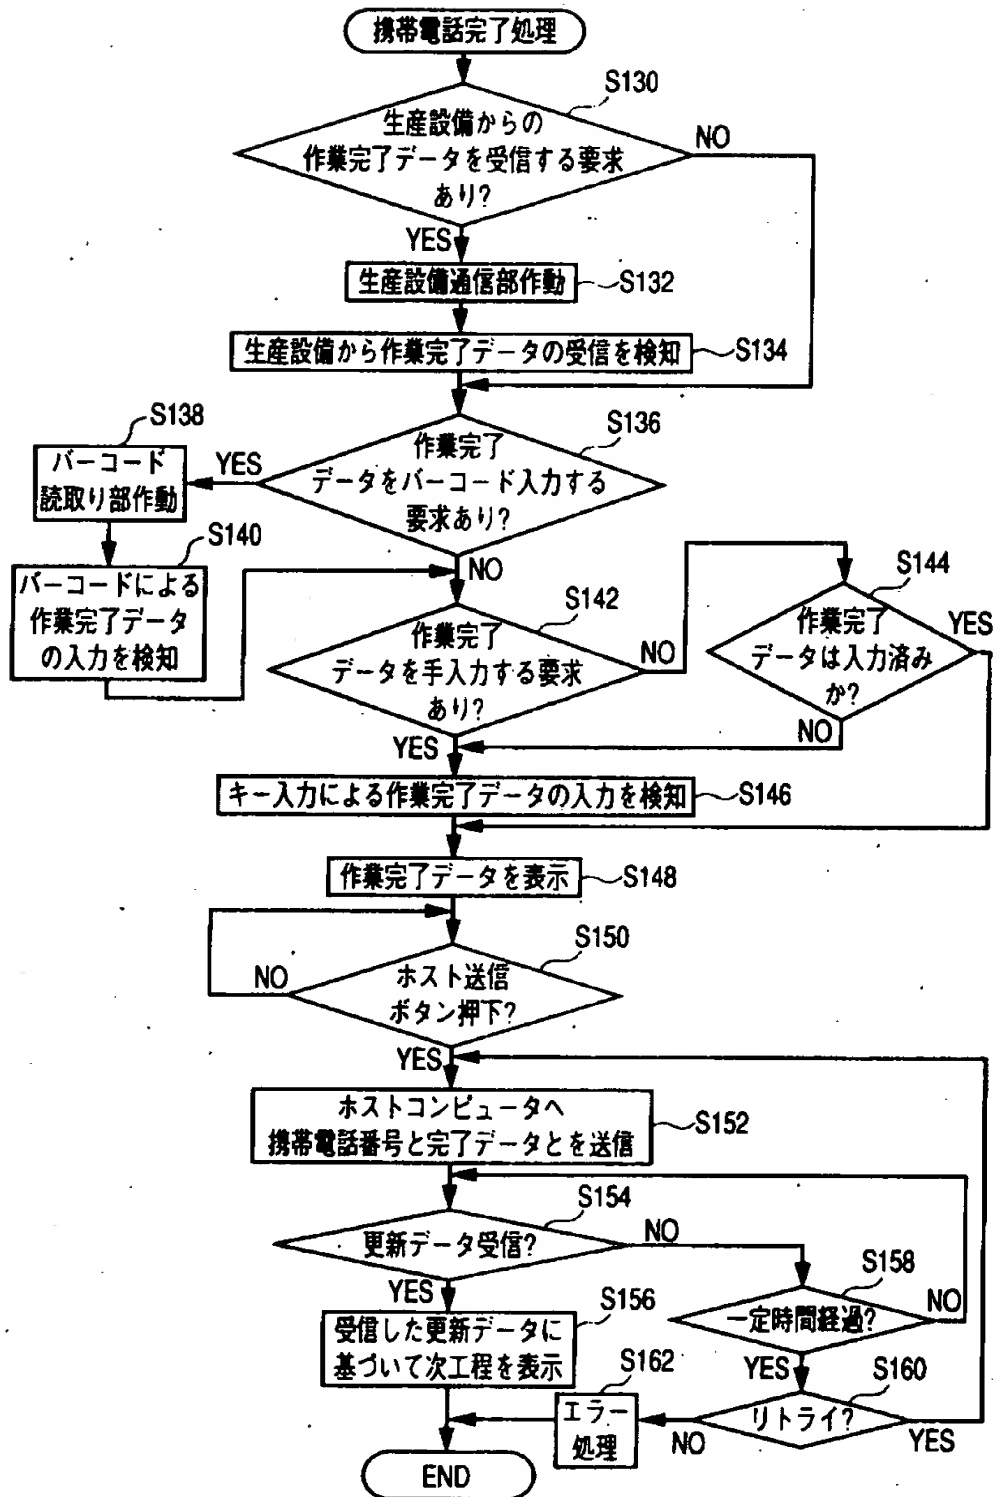 携帯電話完了処理
S130
生産設備からの
作業完了データを受信する要求
あり?
NO
YES
生産設備通信部作動
S132
生産設備から作業完了データの受信を検知
S134
S138
バーコード
読取り部作動
YES
S136
作業完了
データをバーコード入力する
要求あり?
S140
バーコードによる
作業完了データ
の入力を検知
NO
S142
作業完了
データを手入力する要求
あり?
NO
S144
作業完了
データは入力済み
か?
YES
NO
YES
キー入力による作業完了データの入力を検知
S146
作業完了データを表示
S148
S150
ホスト送信
ボタン押下?
NO
YES
ホストコンピュータへ
携帯電話番号と完了データとを送信
S152
S154
更新データ受信?
NO
YES
S158
一定時間経過?
NO
YES
S156
受信した更新データに
基づいて次工程を表示
S160
リトライ?
YES
NO
S162
エラー
処理
END